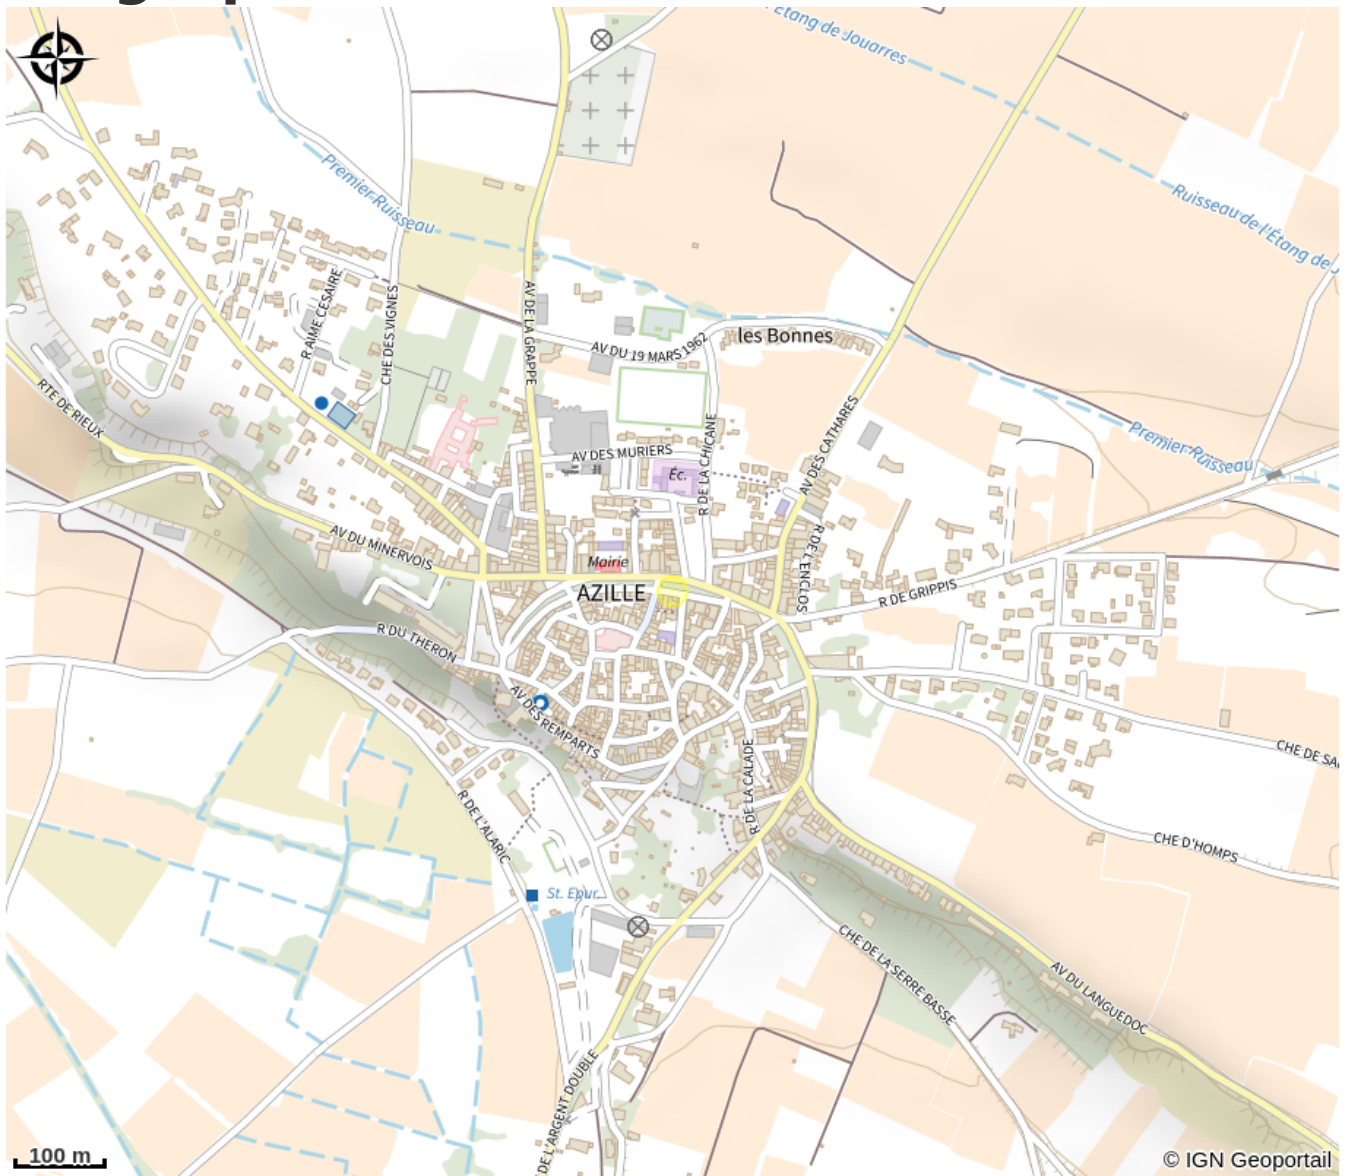 Étang de Jouarres
Premier Ruisseau
Ruisseau de l'Étang de J
R AIME CESAIRE
CHE DES VIGNES
AV DE LA GRAPPE
AV DU 19 MARS 1962
les Bonnes
RTE DE RIEUX
AV DES MURIERS
Éc.
R DE LA CHICANE
AV DES CATHARES
Premier Ruisseau
AV DU MINERVOIS
Mairie
AZILLE
R DE L'ENCLOS
R DE GRIPPIS
R DU THERON
AV DES REMPARTS
R DE LA CALADE
CHE DE SA
R DE L'ALARIC
CHE D'HOMPS
St. Epur.
CHE DE LA SERRE BASSE
AV DU LANGUEDOC
DE L'ARGENT DOUBLE
100 m
© IGN Geoportail